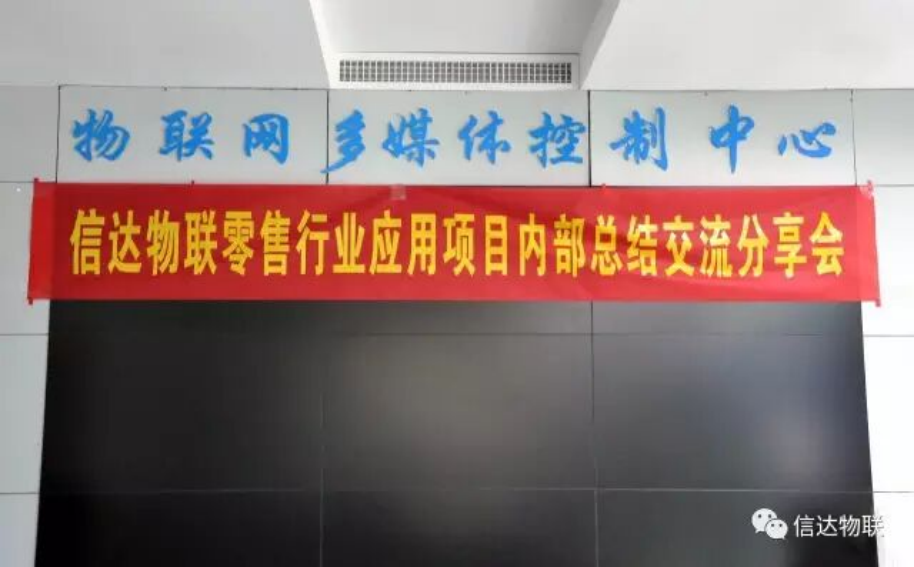 物联网多媒体控制中心
信达物联零售行业应用项目内部总结交流分享会
信达物联